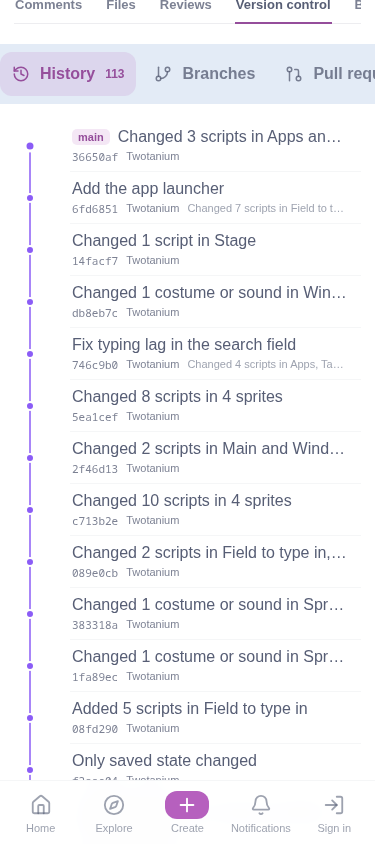 Comments Files Reviews Version control
History 113 Branches Pull requ
main Changed 3 scripts in Apps an…
36650af Twotanium
Add the app launcher
6fd6851 Twotanium Changed 7 scripts in Field to t…
Changed 1 script in Stage
14facf7 Twotanium
Changed 1 costume or sound in Win…
db8eb7c Twotanium
Fix typing lag in the search field
746c9b0 Twotanium Changed 4 scripts in Apps, Ta…
Changed 8 scripts in 4 sprites
5ea1cef Twotanium
Changed 2 scripts in Main and Wind…
2f46d13 Twotanium
Changed 10 scripts in 4 sprites
c713b2e Twotanium
Changed 2 scripts in Field to type in,…
089e0cb Twotanium
Changed 1 costume or sound in Spr…
383318a Twotanium
Changed 1 costume or sound in Spr…
1fa89ec Twotanium
Added 5 scripts in Field to type in
08fd290 Twotanium
Only saved state changed
Twotanium
Home Explore Create Notifications Sign in